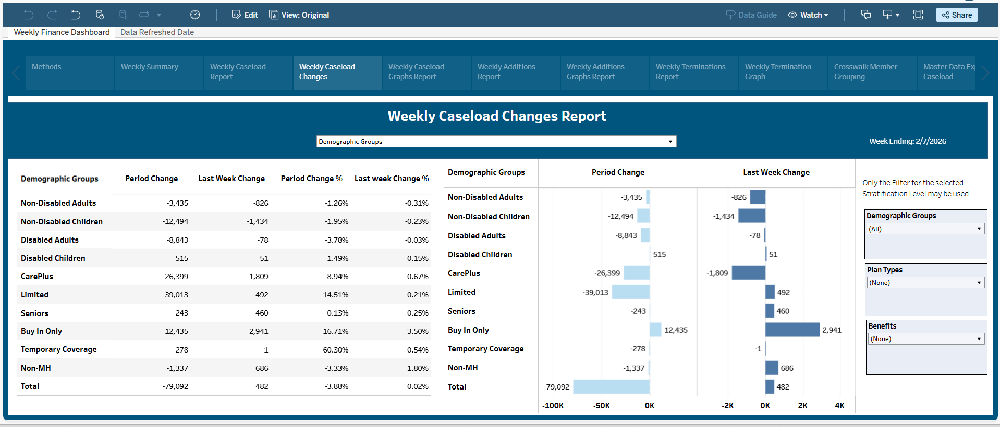 Edit
View: Original
Data Guide
Watch
Share
Weekly Finance Dashboard
Data Refreshed Date
Methods
Weekly Summary
Weekly Caseload
Report
Weekly Caseload
Changes
Weekly Caseload
Graphs Report
Weekly Additions
Report
Weekly Additions
Graphs Report
Weekly Terminations
Report
Weekly Termination
Graph
Crosswalk Member
Grouping
Master Data Ex
Caseload
Weekly Caseload Changes Report
Demographic Groups
Week Ending: 2/7/2026
Demographic Groups Period Change Last Week Change Period Change % Last week Change %
Non-Disabled Adults -3,435 -826 -1.26% -0.31%
Non-Disabled Children -12,494 -1,434 -1.95% -0.23%
Disabled Adults -8,843 -78 -3.78% -0.03%
Disabled Children 515 51 1.49% 0.15%
CarePlus -26,399 -1,809 -8.94% -0.67%
Limited -39,013 492 -14.51% 0.21%
Seniors -243 460 -0.13% 0.25%
Buy In Only 12,435 2,941 16.71% 3.50%
Temporary Coverage -278 -1 -60.30% -0.54%
Non-MH -1,337 686 -3.33% 1.80%
Total -79,092 482 -3.88% 0.02%
Demographic Groups Period Change Last Week Change
Non-Disabled Adults -3,435 -826
Non-Disabled Children -12,494 -1,434
Disabled Adults -8,843 -78
Disabled Children 515 51
CarePlus -26,399 -1,809
Limited -39,013 492
Seniors -243 460
Buy In Only 12,435 2,941
Temporary Coverage -278 -1
Non-MH -1,337 686
Total -79,092 482
-100K -50K 0K -2K 0K 2K 4K
Only the Filter for the selected
Stratification Level may be used.
Demographic Groups
(All)
Plan Types
(None)
Benefits
(None)